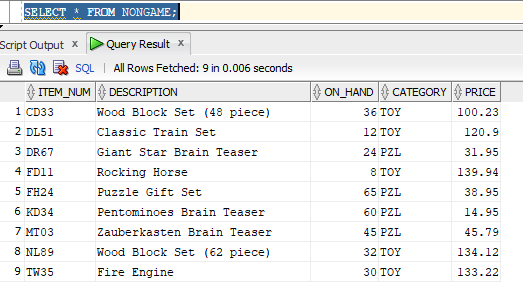 SELECT * FROM NONGAME;
Script Output x Query Result x
SQL | All Rows Fetched: 9 in 0.006 seconds
ITEM_NUM DESCRIPTION ON_HAND CATEGORY PRICE
1 CD33 Wood Block Set (48 piece) 36 TOY 100.23
2 DL51 Classic Train Set 12 TOY 120.9
3 DR67 Giant Star Brain Teaser 24 PZL 31.95
4 FD11 Rocking Horse 8 TOY 139.94
5 FH24 Puzzle Gift Set 65 PZL 38.95
6 KD34 Pentominoes Brain Teaser 60 PZL 14.95
7 MT03 Zauberkasten Brain Teaser 45 PZL 45.79
8 NL89 Wood Block Set (62 piece) 32 TOY 134.12
9 TW35 Fire Engine 30 TOY 133.22